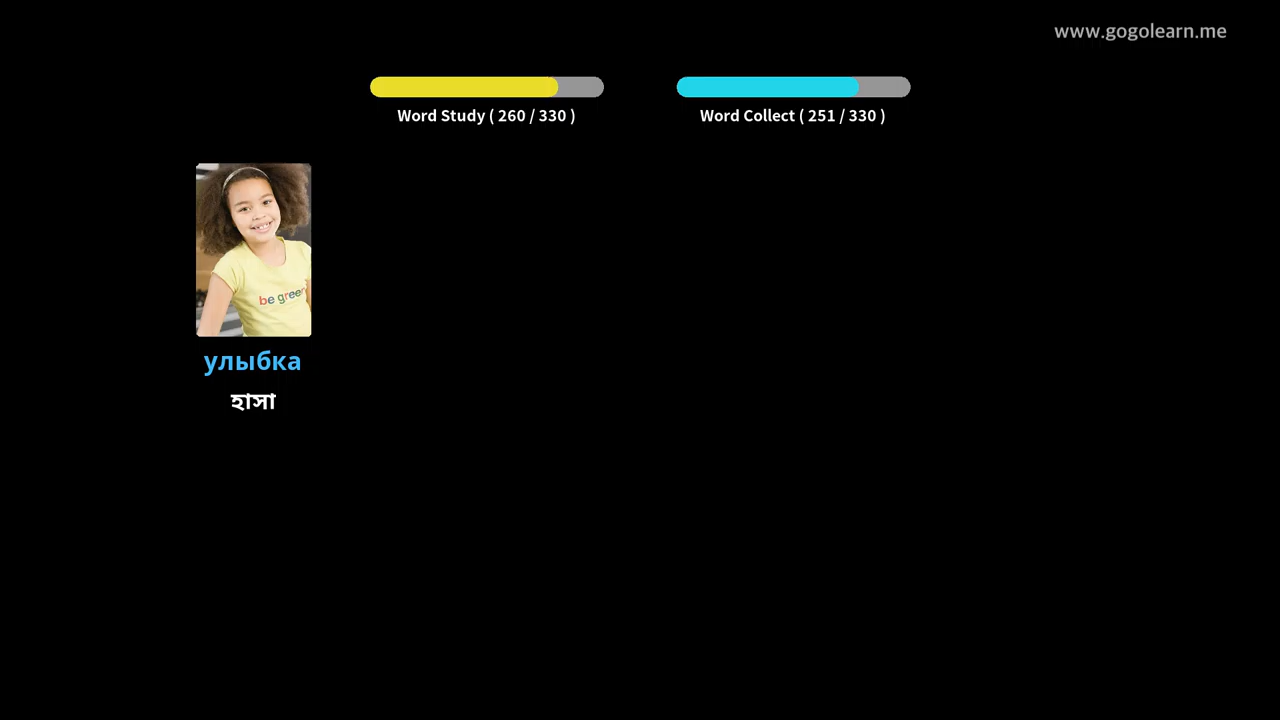 www.gogolearn.me
Word Study ( 260 / 330 )
Word Collect ( 251 / 330 )
be green
улыбка
হাসা